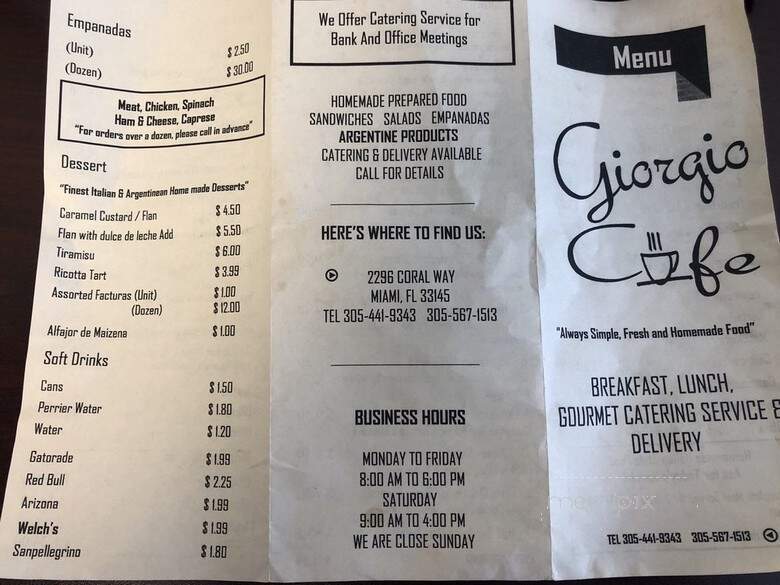 Empanadas
(Unit) $ 2.50
(Dozen) $ 30.00
Meat, Chicken, Spinach
Ham & Cheese, Caprese
"For orders over a dozen, please call in advance"
Dessert
"Finest Italian & Argentinean Home made Desserts"
Caramel Custard / Flan $ 4.50
Flan with dulce de leche Add $ 5.50
Tiramisu $ 6.00
Ricotta Tart $ 3.99
Assorted Facturas (Unit) $ 1.00
(Dozen) $ 12.00
Alfajor de Maizena $ 1.00
Soft Drinks
Cans $ 1.50
Perrier Water $ 1.80
Water $ 1.20
Gatorade $ 1.99
Red Bull $ 2.25
Arizona $ 1.99
Welch's $ 1.99
Sanpellegrino $ 1.80
We Offer Catering Service for
Bank And Office Meetings
HOMEMADE PREPARED FOOD
SANDWICHES SALADS EMPANADAS
ARGENTINE PRODUCTS
CATERING & DELIVERY AVAILABLE
CALL FOR DETAILS
HERE'S WHERE TO FIND US:
2296 CORAL WAY
MIAMI, FL 33145
TEL 305-441-9343 305-567-1513
BUSINESS HOURS
MONDAY TO FRIDAY
8:00 AM TO 6:00 PM
SATURDAY
9:00 AM TO 4:00 PM
WE ARE CLOSE SUNDAY
Menu
Giorgio
Cafe
"Always Simple, Fresh and Homemade Food"
BREAKFAST, LUNCH,
GOURMET CATERING SERVICE &
DELIVERY
menupix
TEL 305-441-9343 305-567-1513